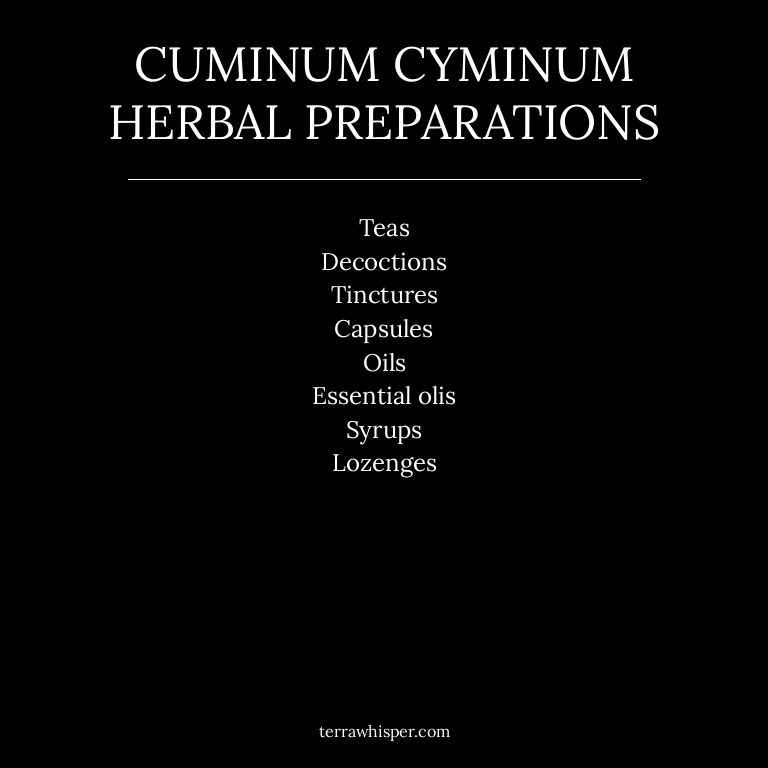 CUMINUM CYMINUM
HERBAL PREPARATIONS
Teas
Decoctions
Tinctures
Capsules
Oils
Essential olis
Syrups
Lozenges
terrawhisper.com